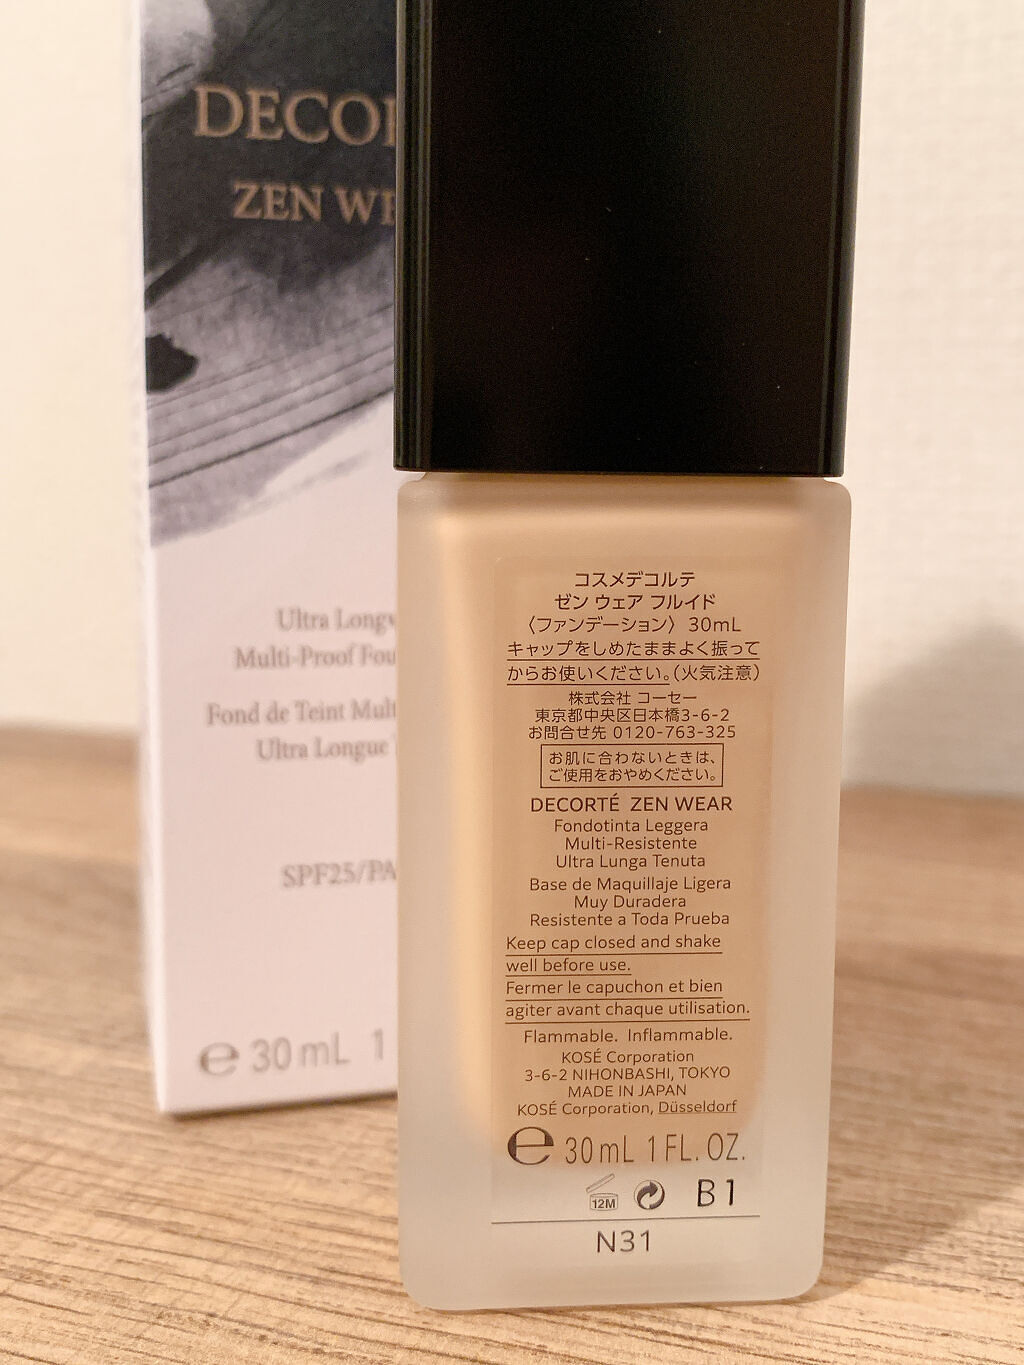 DECOR
ZEN WE
Ultra Longw
Multi-Proof Fou
Fond de Teint Mult
Ultra Longue
SPF25/PA
e 30 mL 1
コスメデコルテ
ゼン ウェア フルイド
〈ファンデーション〉 30mL
キャップをしめたままよく振って
からお使いください。(火気注意)
株式会社 コーセー
東京都中央区日本橋3-6-2
お問合せ先 0120-763-325
お肌に合わないときは、
ご使用をおやめください。
DECORTÉ ZEN WEAR
Fondotinta Leggera
Multi-Resistente
Ultra Lunga Tenuta
Base de Maquillaje Ligera
Muy Duradera
Resistente a Toda Prueba
Keep cap closed and shake
well before use.
Fermer le capuchon et bien
agiter avant chaque utilisation.
Flammable. Inflammable.
KOSÉ Corporation
3-6-2 NIHONBASHI, TOKYO
MADE IN JAPAN
KOSÉ Corporation, Düsseldorf
e 30 mL 1 FL. OZ.
12M B1
N31